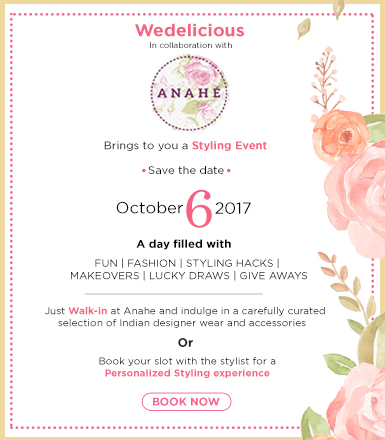 Wedelicious
In collaboration with
ANAHÉ
Brings to you a Styling Event
• Save the date •
October 6 2017
A day filled with
FUN | FASHION | STYLING HACKS |
MAKEOVERS | LUCKY DRAWS | GIVE AWAYS
Just Walk-in at Anahe and indulge in a carefully curated
selection of Indian designer wear and accessories
Or
Book your slot with the stylist for a
Personalized Styling experience
BOOK NOW